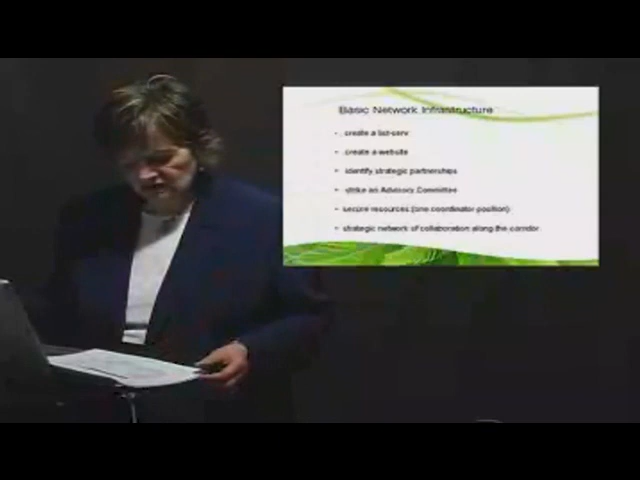 Basic Network Infrastructure
• create a list-serv
• create a website
• identify strategic partnerships
• strike an Advisory Committee
• secure resources (one coordinator position)
• strategic network of collaboration along the corridor